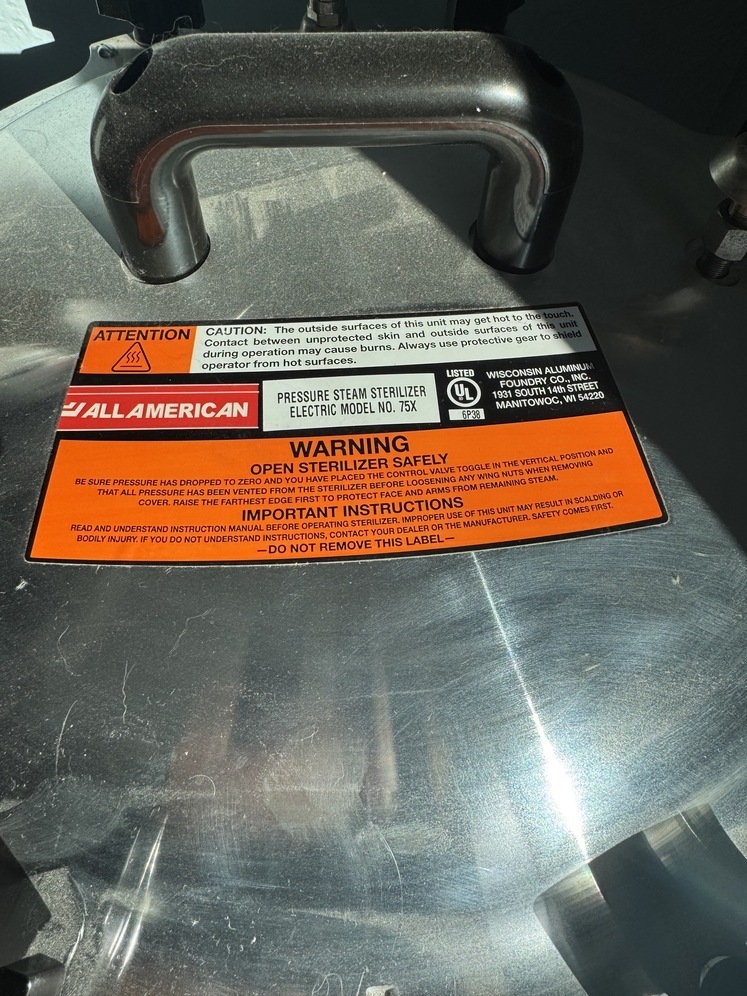 ATTENTION
CAUTION: The outside surfaces of this unit may get hot to the touch.
Contact between unprotected skin and outside surfaces of this unit
during operation may cause burns. Always use protective gear to shield
operator from hot surfaces.
ALL AMERICAN
PRESSURE STEAM STERILIZER
ELECTRIC MODEL NO. 75X
LISTED
UL
6P38
WISCONSIN ALUMINUM
FOUNDRY CO., INC.
1931 SOUTH 14th STREET
MANITOWOC, WI 54220
WARNING
OPEN STERILIZER SAFELY
BE SURE PRESSURE HAS DROPPED TO ZERO AND YOU HAVE PLACED THE CONTROL VALVE TOGGLE IN THE VERTICAL POSITION AND
THAT ALL PRESSURE HAS BEEN VENTED FROM THE STERILIZER BEFORE LOOSENING ANY WING NUTS WHEN REMOVING
COVER. RAISE THE FARTHEST EDGE FIRST TO PROTECT FACE AND ARMS FROM REMAINING STEAM.
IMPORTANT INSTRUCTIONS
READ AND UNDERSTAND INSTRUCTION MANUAL BEFORE OPERATING STERILIZER. IMPROPER USE OF THIS UNIT MAY RESULT IN SCALDING OR
BODILY INJURY. IF YOU DO NOT UNDERSTAND INSTRUCTIONS, CONTACT YOUR DEALER OR THE MANUFACTURER. SAFETY COMES FIRST.
—DO NOT REMOVE THIS LABEL—